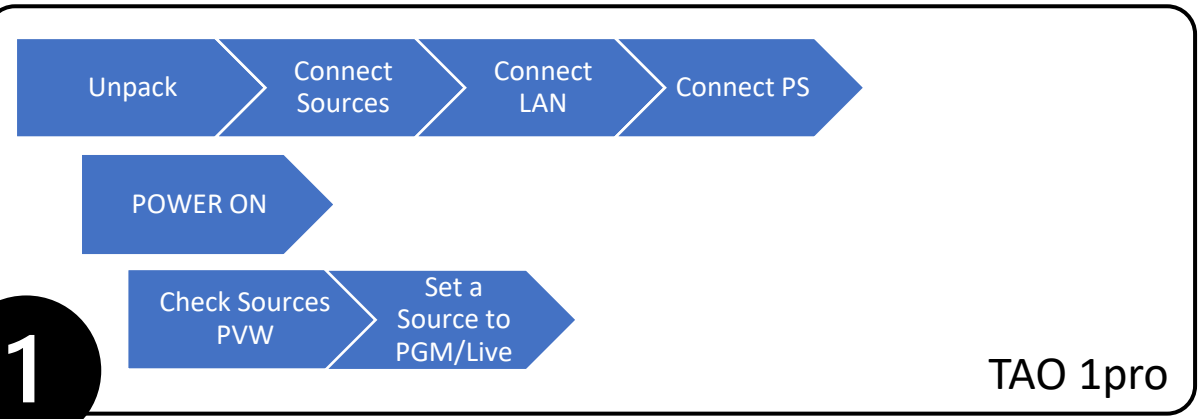 Unpack
Connect
Sources
Connect
LAN
Connect PS
POWER ON
Check Sources
PVW
Set a
Source to
PGM/Live
1
TAO 1pro